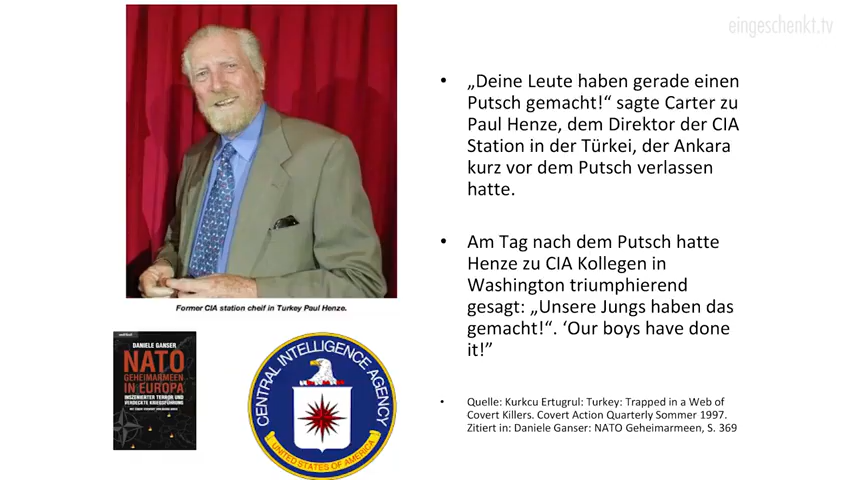 eingeschenkt.tv
• „Deine Leute haben gerade einen
Putsch gemacht!“ sagte Carter zu
Paul Henze, dem Direktor der CIA
Station in der Türkei, der Ankara
kurz vor dem Putsch verlassen
hatte.
• Am Tag nach dem Putsch hatte
Henze zu CIA Kollegen in
Washington triumphierend
gesagt: „Unsere Jungs haben das
gemacht!“. ‘Our boys have done
it!”
• Quelle: Kurkcu Ertugrul: Turkey: Trapped in a Web of
Covert Killers. Covert Action Quarterly Sommer 1997.
Zitiert in: Daniele Ganser: NATO Geheimarmeen, S. 369
Former CIA station cheif in Turkey Paul Henze.
DANIELE GANSER
NATO
GEHEIMARMEEN
IN EUROPA
INSZENIERTER TERROR UND
VERDECKTE KRIEGSFÜHRUNG
CENTRAL INTELLIGENCE AGENCY
UNITED STATES OF AMERICA